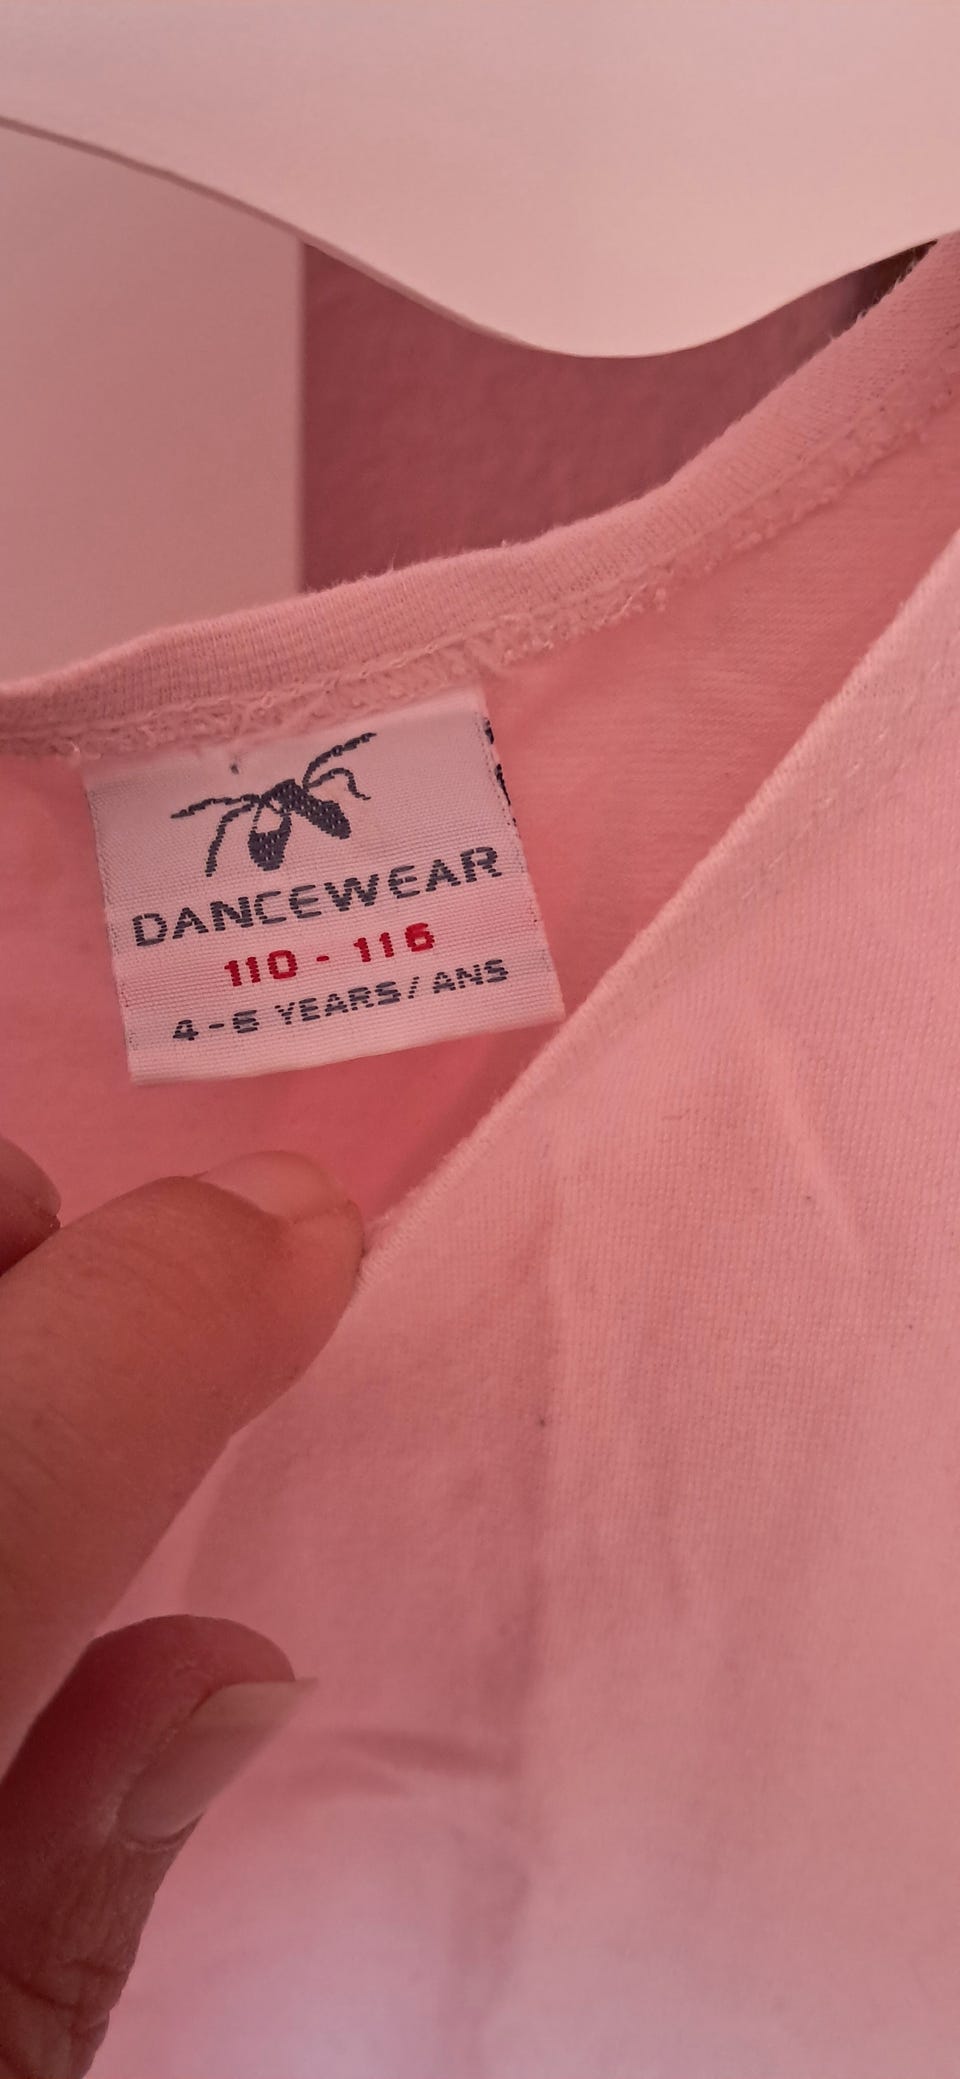 DANCEWEAR
110 - 116
4-6 YEARS/ANS